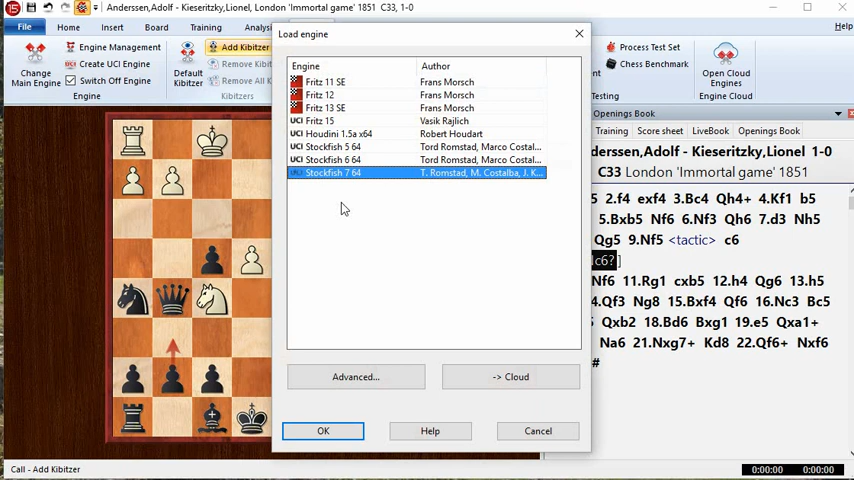 15
Anderssen,Adolf - Kieseritzky,Lionel, London 'Immortal game' 1851 C33, 1-0
File
Home
Insert
Board
Training
Analysis
Help
Change
Main Engine
Engine Management
Create UCI Engine
Switch Off Engine
Engine
Default
Kibitzer
Add Kibitzer
Remove Kibit
Remove All K
Kibitzers
Process Test Set
Chess Benchmark
Testing
Open Cloud
Engines
Engine Cloud
Load engine
Engine
Author
Fritz 11 SE Frans Morsch
Fritz 12 Frans Morsch
Fritz 13 SE Frans Morsch
UCI Fritz 15 Vasik Rajlich
UCI Houdini 1.5a x64 Robert Houdart
UCI Stockfish 5 64 Tord Romstad, Marco Costal...
UCI Stockfish 6 64 Tord Romstad, Marco Costal...
UCI Stockfish 7 64 T. Romstad, M. Costalba, J. K...
Advanced...
-> Cloud
OK
Help
Cancel
Openings Book
Training
Score sheet
LiveBook
Openings Book
derssen,Adolf - Kieseritzky,Lionel 1-0
C33 London 'Immortal game' 1851
5 2.f4 exf4 3.Bc4 Qh4+ 4.Kf1 b5
5.Bxb5 Nf6 6.Nf3 Qh6 7.d3 Nh5
Qg5 9.Nf5 <tactic> c6
c6? ]
Nf6 11.Rg1 cxb5 12.h4 Qg6 13.h5
4.Qf3 Ng8 15.Bxf4 Qf6 16.Nc3 Bc5
Qxb2 18.Bd6 Bxg1 19.e5 Qxa1+
Na6 21.Nxg7+ Kd8 22.Qf6+ Nxf6
#
Call - Add Kibitzer
0:00:00
0:00:00